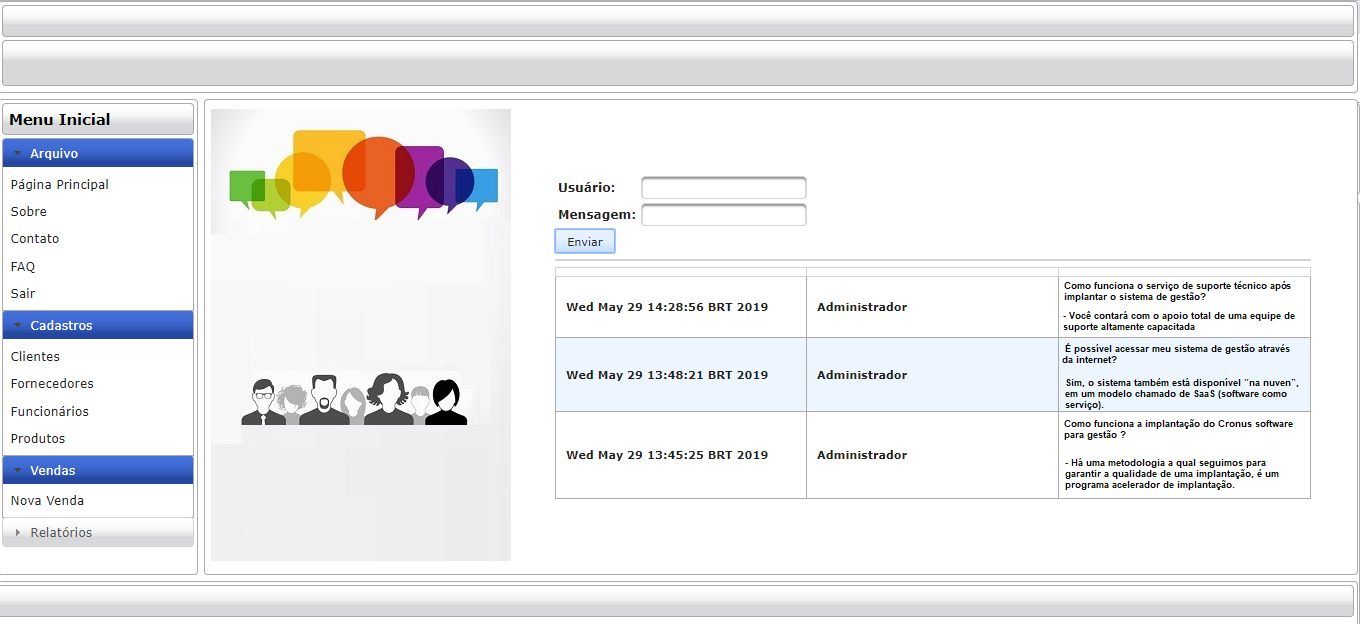 Menu Inicial
Arquivo
Página Principal
Sobre
Contato
FAQ
Sair
Cadastros
Clientes
Fornecedores
Funcionários
Produtos
Vendas
Nova Venda
Relatórios
Usuário:
Mensagem:
Enviar
Wed May 29 14:28:56 BRT 2019
Administrador
Como funciona o serviço de suporte técnico após
implantar o sistema de gestão?
- Você contará com o apoio total de uma equipe de
suporte altamente capacitada
Wed May 29 13:48:21 BRT 2019
Administrador
É possível acessar meu sistema de gestão através
da internet?
Sim, o sistema também está disponível "na nuven",
em um modelo chamado de SaaS (software como
serviço).
Wed May 29 13:45:25 BRT 2019
Administrador
Como funciona a implantação do Cronus software
para gestão ?
- Há uma metodologia a qual seguimos para
garantir a qualidade de uma implantação, é um
programa acelerador de implantação.